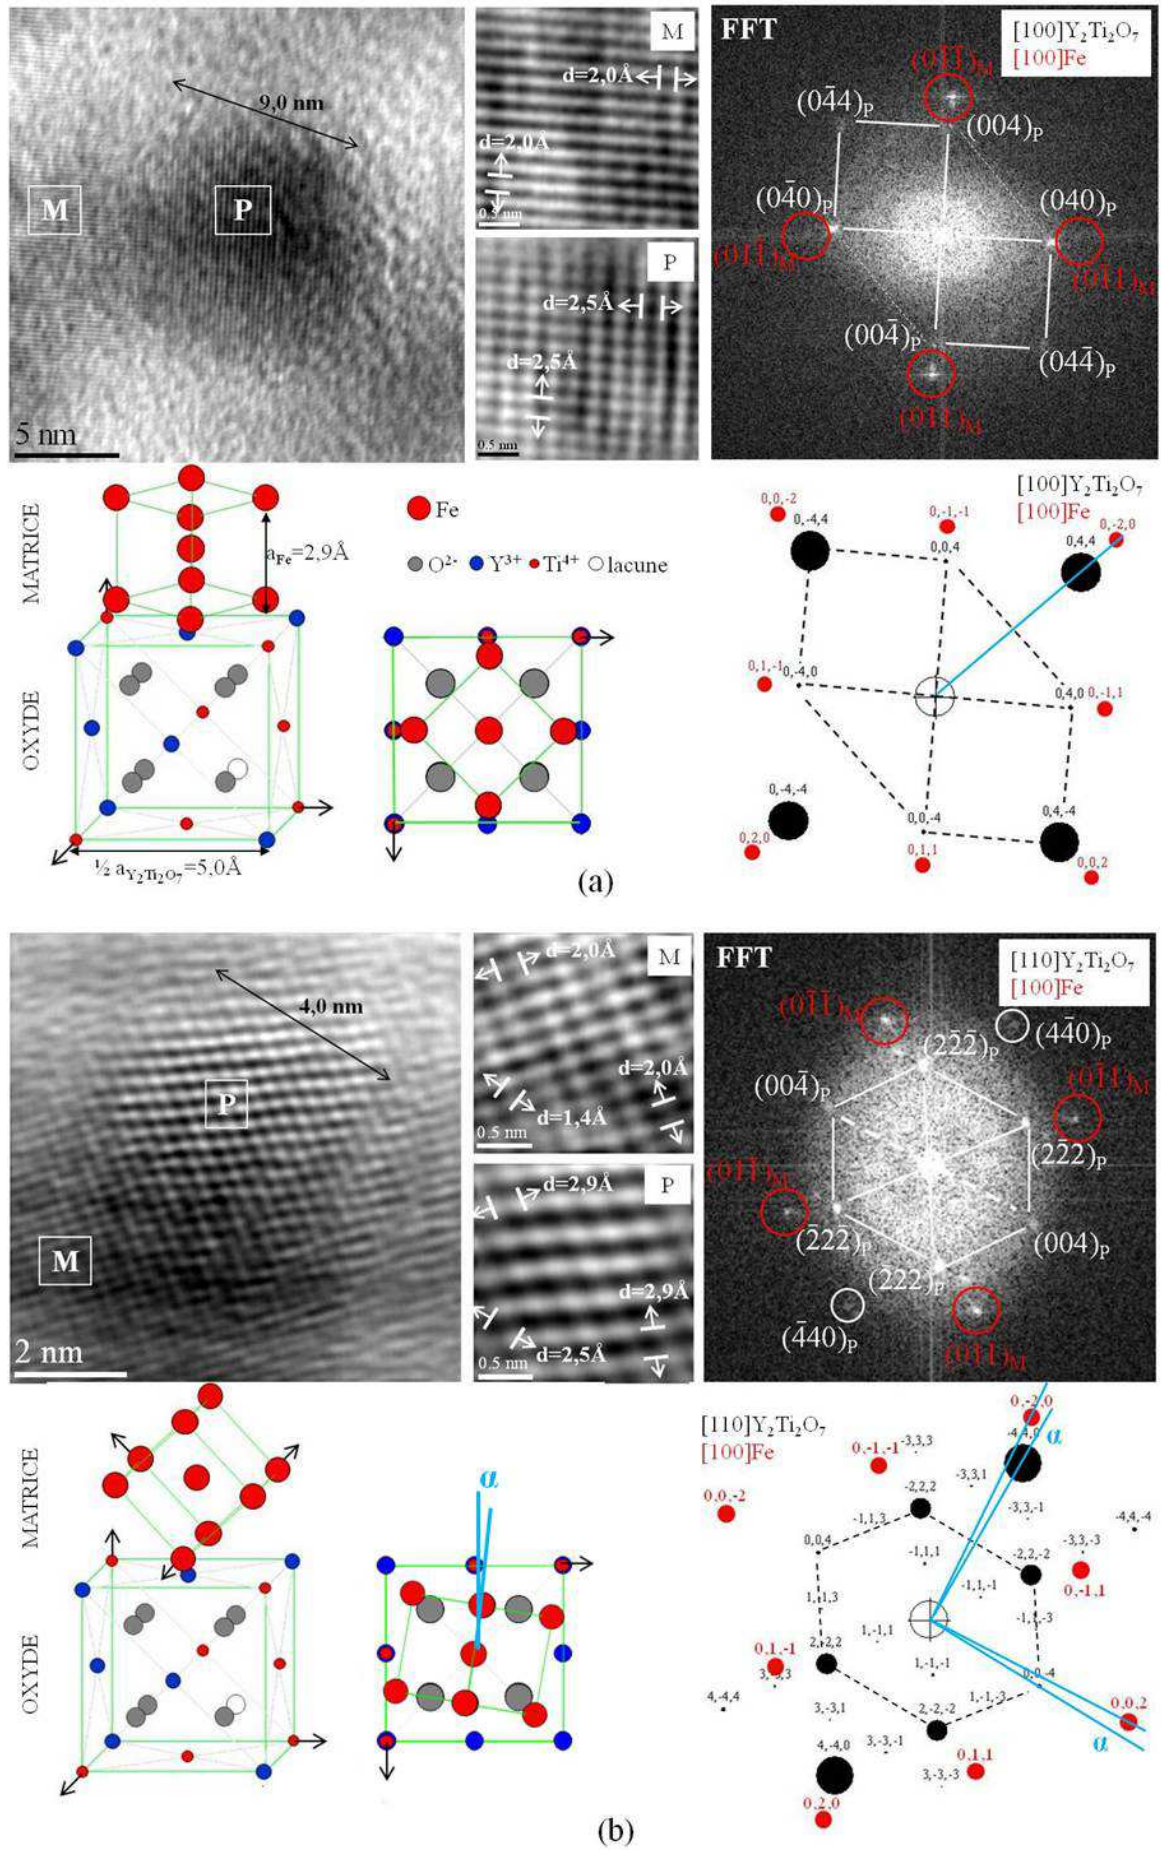 9,0 nm
M
P
5 nm
M
d=2,0Å
d=2,0Å
0.5 nm
P
d=2,5Å
d=2,5Å
0.5 nm
FFT
[100]Y₂Ti₂O₇
[100]Fe
(01̄1̄)M
(04̄4)P
(004)P
(04̄0)P
(040)P
(011̄)M
(01̄1)M
(004̄)P
(044̄)P
(011)M
MATRICE
OXYDE
aFe=2,9Å
½ aY₂Ti₂O₇=5,0Å
Fe
O²⁻ Y³⁺ Ti⁴⁺ lacune
[100]Y₂Ti₂O₇
[100]Fe
0,0,-2
0,-4,4
0,-1,-1
0,0,4
0,-2,0
0,4,4
0,1,-1
0,-4,0
0,4,0
0,-1,1
0,-4,-4
0,0,-4
0,4,-4
0,2,0
0,1,1
0,0,2
(a)
4,0 nm
P
M
2 nm
M
d=2,0Å
d=2,0Å
d=1,4Å
0.5 nm
P
d=2,9Å
d=2,9Å
d=2,5Å
0.5 nm
FFT
[110]Y₂Ti₂O₇
[100]Fe
(01̄1̄)M
(44̄0)P
(22̄2̄)P
(004̄)P
(01̄1)M
(22̄2)P
(011̄)M
(2̄22̄)P
(004)P
(2̄22)P
(4̄40)P
(011)M
MATRICE
OXYDE
α
[110]Y₂Ti₂O₇
[100]Fe
0,-2,0
α
-4,4,0
-3,3,3
0,-1,-1
-3,3,1
0,0,-2
-2,2,2
-3,3,-1
-1,1,3
-4,4,-4
0,0,4
-1,1,1
-3,3,-3
-2,2,-2
0,-1,1
-1,1,-1
-1,1,-3
1,-1,1
2,-2,2
0,1,-1
1,-1,-1
0,0,-4
4,-4,4
1,-1,-3
0,0,2
3,-3,1
2,-2,-2
α
3,-3,-1
4,-4,0
0,1,1
3,-3,-3
0,2,0
(b)